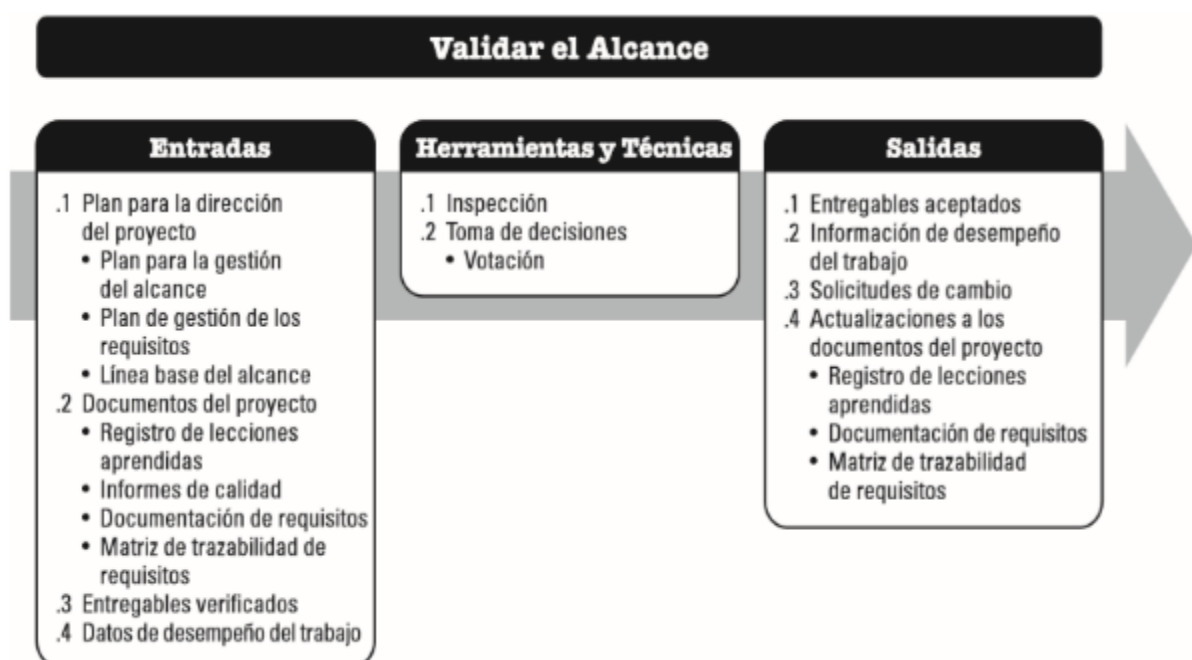 Validar el Alcance
Entradas
.1 Plan para la dirección
del proyecto
• Plan para la gestión
del alcance
• Plan de gestión de los
requisitos
• Línea base del alcance
.2 Documentos del proyecto
• Registro de lecciones
aprendidas
• Informes de calidad
• Documentación de requisitos
• Matriz de trazabilidad de
requisitos
.3 Entregables verificados
.4 Datos de desempeño del trabajo
Herramientas y Técnicas
.1 Inspección
.2 Toma de decisiones
• Votación
Salidas
.1 Entregables aceptados
.2 Información de desempeño
del trabajo
.3 Solicitudes de cambio
.4 Actualizaciones a los
documentos del proyecto
• Registro de lecciones
aprendidas
• Documentación de requisitos
• Matriz de trazabilidad
de requisitos